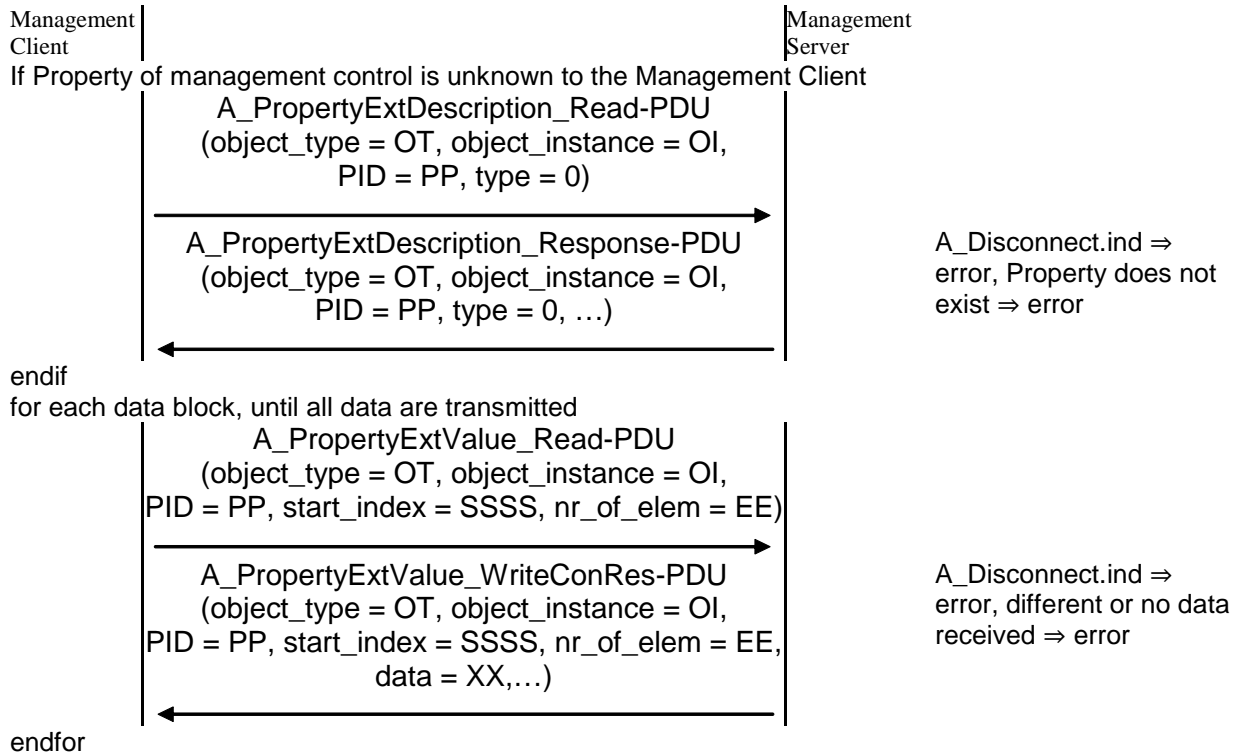 Management
Client
Management
Server
If Property of management control is unknown to the Management Client
A_PropertyExtDescription_Read-PDU
(object_type = OT, object_instance = OI,
PID = PP, type = 0)
A_PropertyExtDescription_Response-PDU
(object_type = OT, object_instance = OI,
PID = PP, type = 0, …)
A_Disconnect.ind ⇒
error, Property does not
exist ⇒ error
endif
for each data block, until all data are transmitted
A_PropertyExtValue_Read-PDU
(object_type = OT, object_instance = OI,
PID = PP, start_index = SSSS, nr_of_elem = EE)
A_PropertyExtValue_WriteConRes-PDU
(object_type = OT, object_instance = OI,
PID = PP, start_index = SSSS, nr_of_elem = EE,
data = XX,…)
A_Disconnect.ind ⇒
error, different or no data
received ⇒ error
endfor